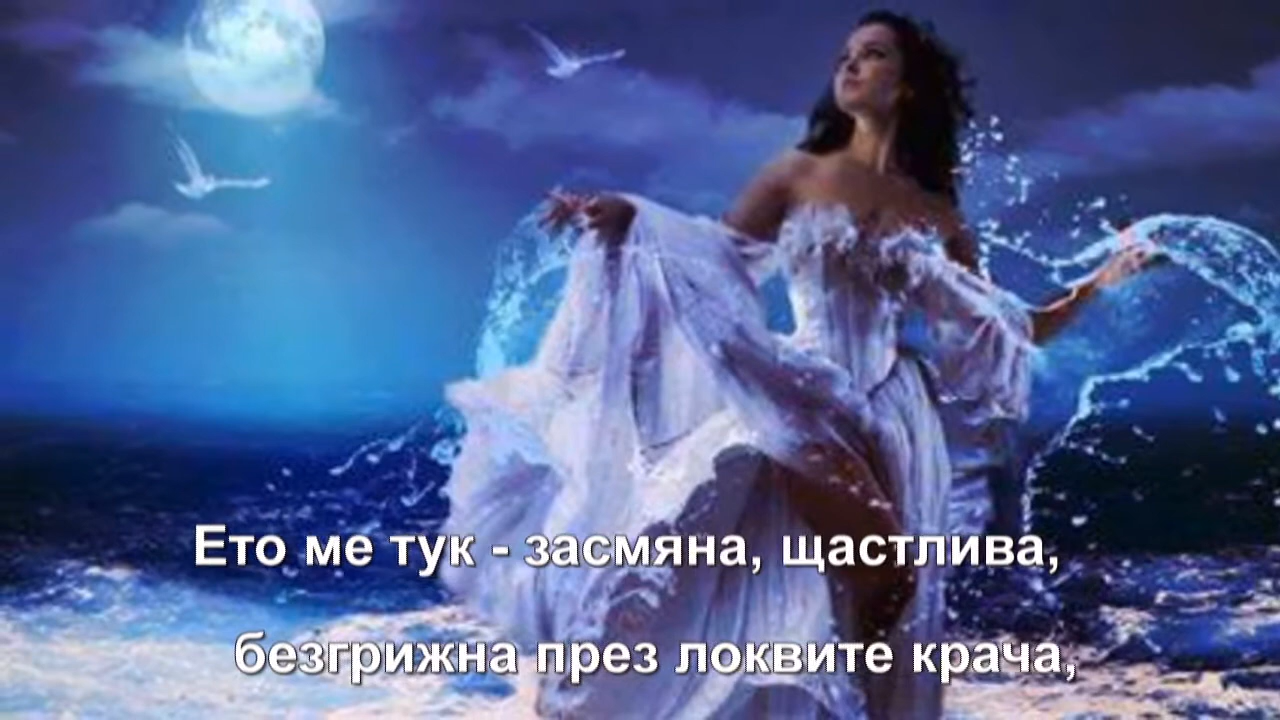 Ето ме тук - засмяна, щастлива,
безгрижна през локвите крача,